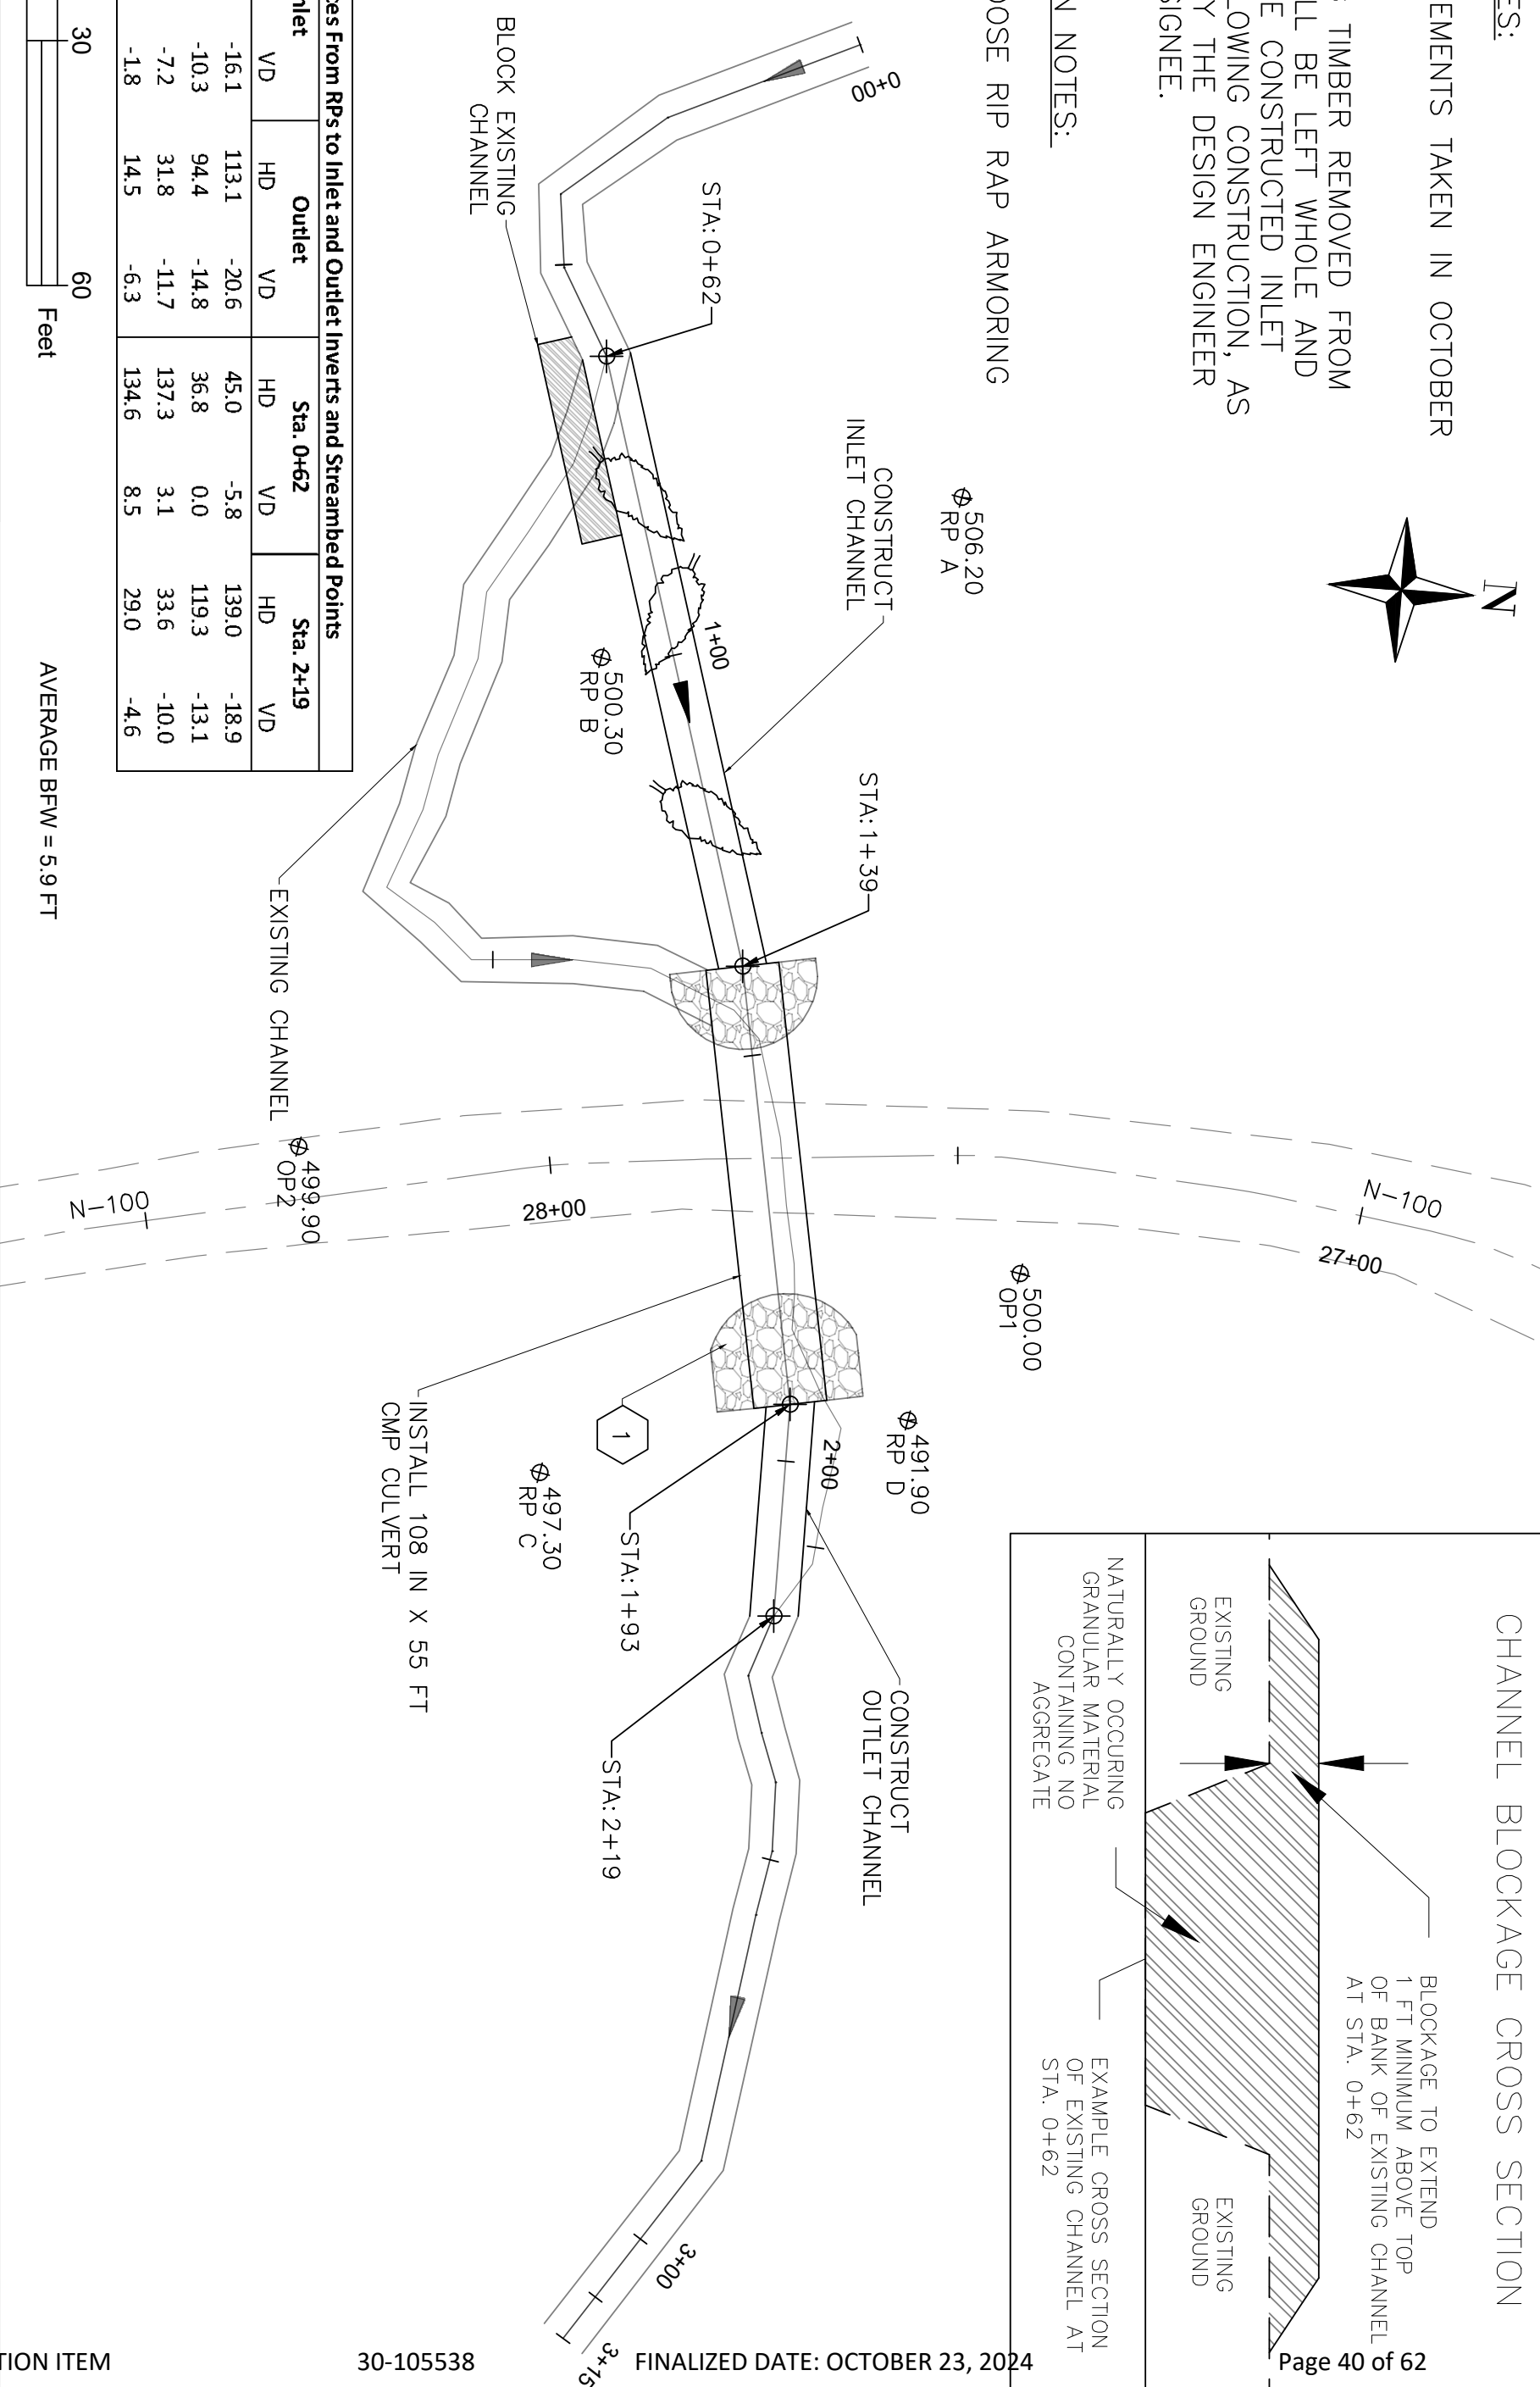 ES:
EMENTS TAKEN IN OCTOBER
TIMBER REMOVED FROM
LL BE LEFT WHOLE AND
E CONSTRUCTED INLET
LOWING CONSTRUCTION, AS
Y THE DESIGN ENGINEER
SIGNEE.
N NOTES:
OOSE RIP RAP ARMORING
N
CHANNEL BLOCKAGE CROSS SECTION
BLOCKAGE TO EXTEND
1 FT MINIMUM ABOVE TOP
OF BANK OF EXISTING CHANNEL
AT STA. 0+62
EXISTING
GROUND
EXISTING
GROUND
NATURALLY OCCURING
GRANULAR MATERIAL
CONTAINING NO
AGGREGATE
EXAMPLE CROSS SECTION
OF EXISTING CHANNEL AT
STA. 0+62
0+00
STA: 0+62
BLOCK EXISTING
CHANNEL
CONSTRUCT
INLET CHANNEL
506.20
RP A
500.30
RP B
1+00
STA: 1+39
EXISTING CHANNEL
N-100
27+00
28+00
N-100
499.90
OP2
500.00
OP1
491.90
RP D
497.30
RP C
1
2+00
STA: 1+93
INSTALL 108 IN X 55 FT
CMP CULVERT
CONSTRUCT
OUTLET CHANNEL
STA: 2+19
3+00
3+15
ces From RPs to Inlet and Outlet Inverts and Streambed Points
nlet Outlet Sta. 0+62 Sta. 2+19
VD HD VD HD VD HD VD
-16.1 113.1 -20.6 45.0 -5.8 139.0 -18.9
-10.3 94.4 -14.8 36.8 0.0 119.3 -13.1
-7.2 31.8 -11.7 137.3 3.1 33.6 -10.0
-1.8 14.5 -6.3 134.6 8.5 29.0 -4.6
30 60
Feet
AVERAGE BFW = 5.9 FT
TION ITEM 30-105538 FINALIZED DATE: OCTOBER 23, 2024 Page 40 of 62